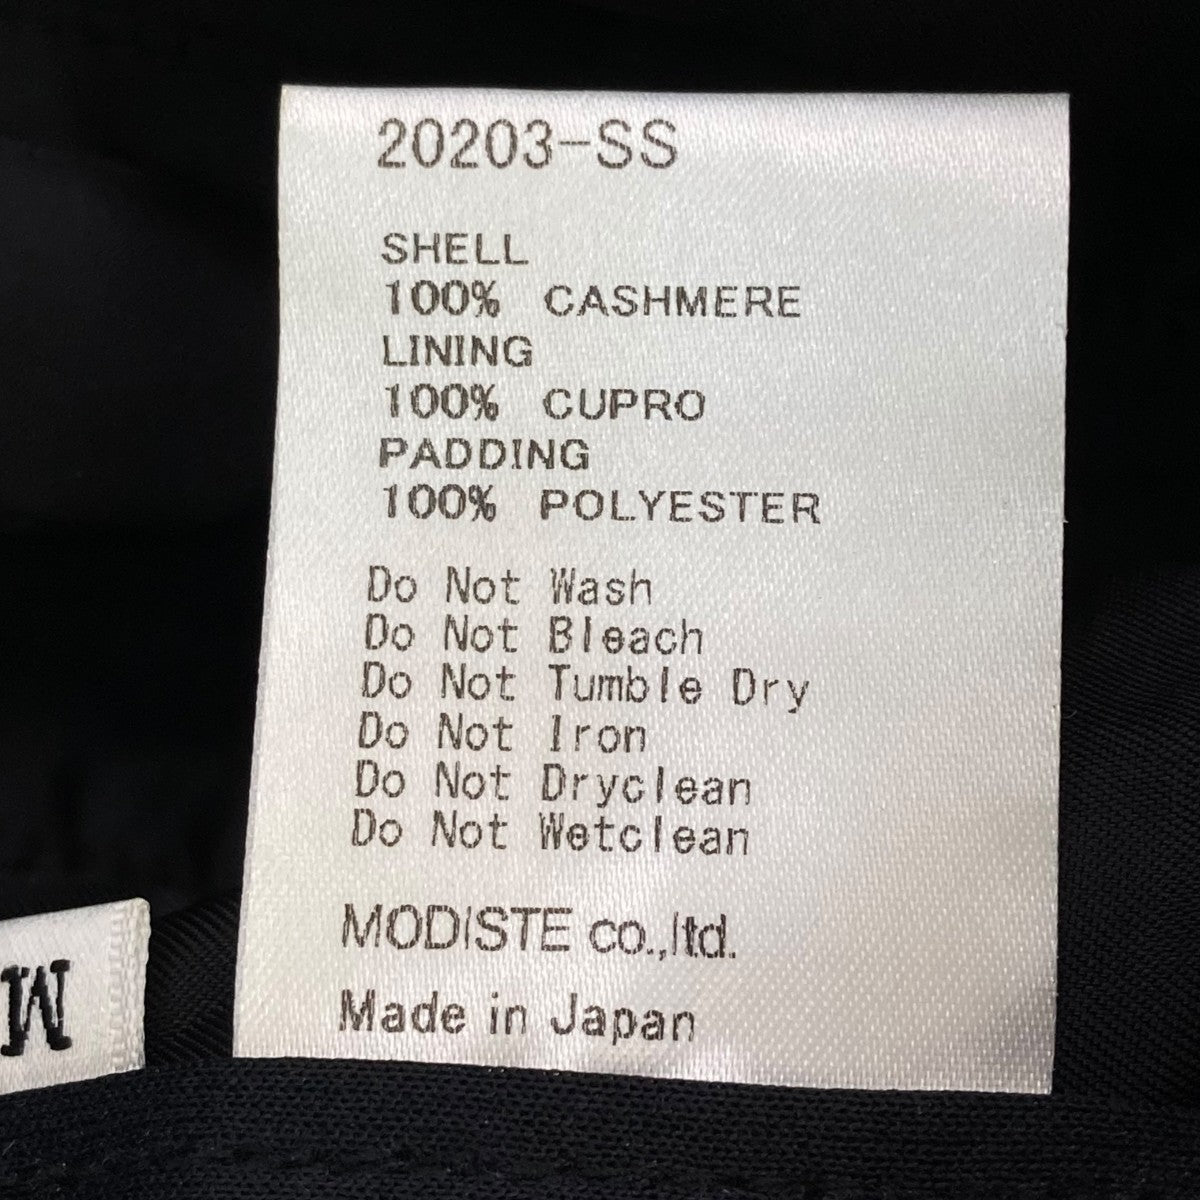 20203-SS
SHELL
100% CASHMERE
LINING
100% CUPRO
PADDING
100% POLYESTER
Do Not Wash
Do Not Bleach
Do Not Tumble Dry
Do Not Iron
Do Not Dryclean
Do Not Wetclean
MODISTE co.,ltd.
Made in Japan
M